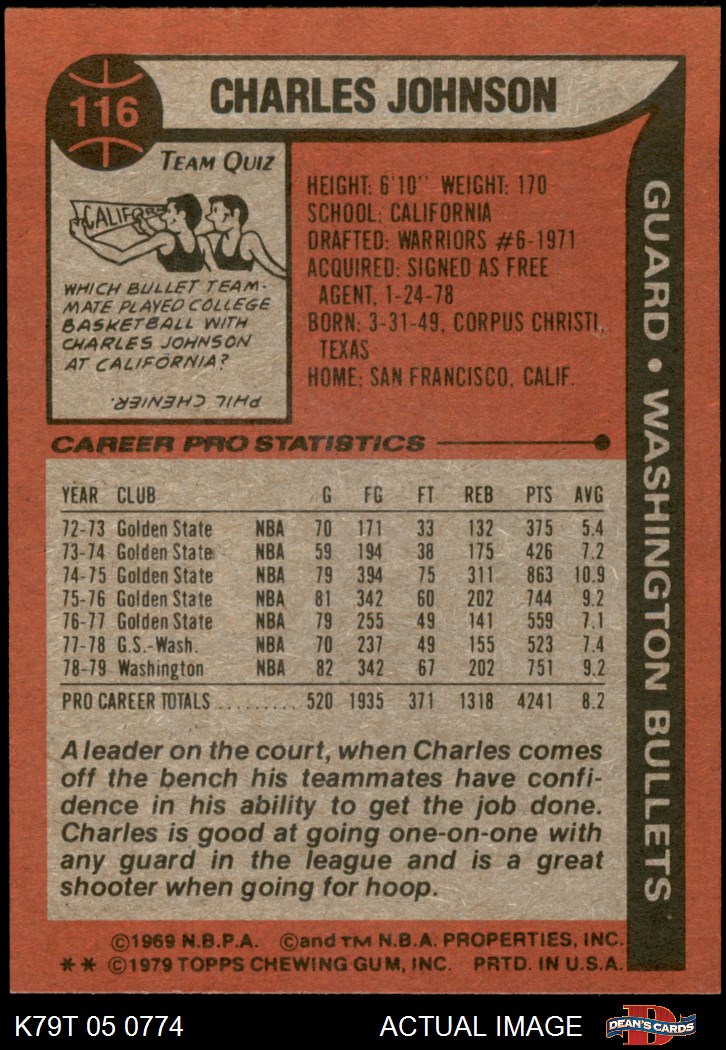 116
CHARLES JOHNSON
TEAM QUIZ
CALIFOR
WHICH BULLET TEAM-
MATE PLAYED COLLEGE
BASKETBALL WITH
CHARLES JOHNSON
AT CALIFORNIA?
PHIL CHENIER.
HEIGHT: 6'10" WEIGHT: 170
SCHOOL: CALIFORNIA
DRAFTED: WARRIORS #6-1971
ACQUIRED: SIGNED AS FREE
AGENT, 1-24-78
BORN: 3-31-49, CORPUS CHRISTI,
TEXAS
HOME: SAN FRANCISCO, CALIF.
GUARD • WASHINGTON BULLETS
CAREER PRO STATISTICS
YEAR CLUB G FG FT REB PTS AVG
72-73 Golden State NBA 70 171 33 132 375 5.4
73-74 Golden State NBA 59 194 38 175 426 7.2
74-75 Golden State NBA 79 394 75 311 863 10.9
75-76 Golden State NBA 81 342 60 202 744 9.2
76-77 Golden State NBA 79 255 49 141 559 7.1
77-78 G.S.-Wash. NBA 70 237 49 155 523 7.4
78-79 Washington NBA 82 342 67 202 751 9.2
PRO CAREER TOTALS ......... 520 1935 371 1318 4241 8.2
A leader on the court, when Charles comes
off the bench his teammates have confi-
dence in his ability to get the job done.
Charles is good at going one-on-one with
any guard in the league and is a great
shooter when going for hoop.
©1969 N.B.P.A. ©and TM N.B.A. PROPERTIES, INC.
** ©1979 TOPPS CHEWING GUM, INC. PRTD. IN U.S.A.
K79T 05 0774 ACTUAL IMAGE
D
DEAN'S CARDS